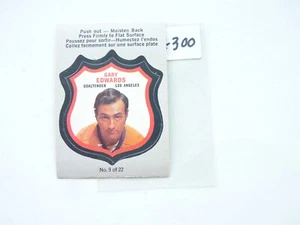 Push out — Moisten Back
Press Firmly to Flat Surface
Poussez pour sortir—Humectez l'endos
Collez fermement sur une surface plate
300
GARY
EDWARDS
GOALTENDER LOS ANGELES
No. 5 of 22